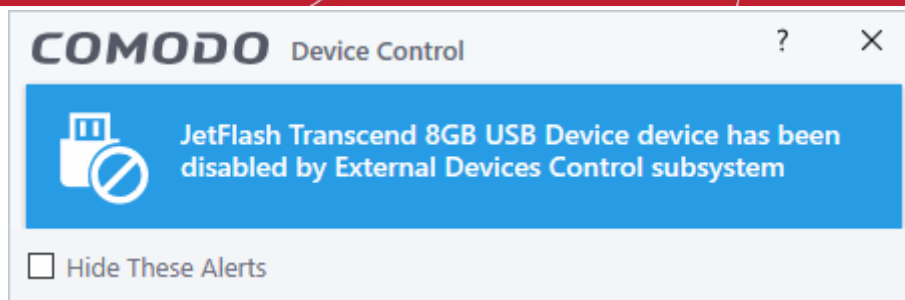 COMODO Device Control ? X
JetFlash Transcend 8GB USB Device device has been
disabled by External Devices Control subsystem
Hide These Alerts